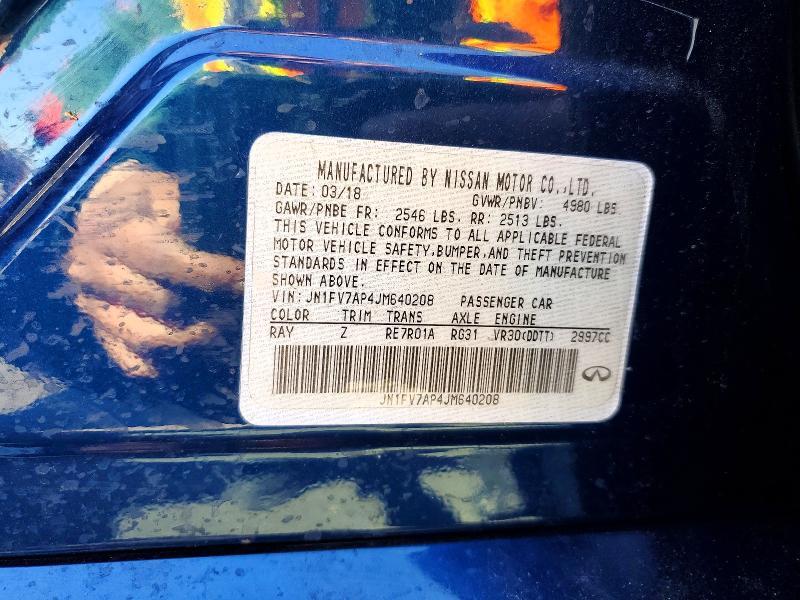 MANUFACTURED BY NISSAN MOTOR CO.,LTD.
DATE: 03/18 GVWR/PNBV: 4980 LBS.
GAWR/PNBE FR: 2546 LBS. RR: 2513 LBS.
THIS VEHICLE CONFORMS TO ALL APPLICABLE FEDERAL
MOTOR VEHICLE SAFETY,BUMPER,AND THEFT PREVENTION
STANDARDS IN EFFECT ON THE DATE OF MANUFACTURE
SHOWN ABOVE.
VIN: JN1FV7AP4JM640208 PASSENGER CAR
COLOR TRIM TRANS AXLE ENGINE
RAY Z RE7R01A RG31 VR30(DDTT) 2997CC
JN1FV7AP4JM640208